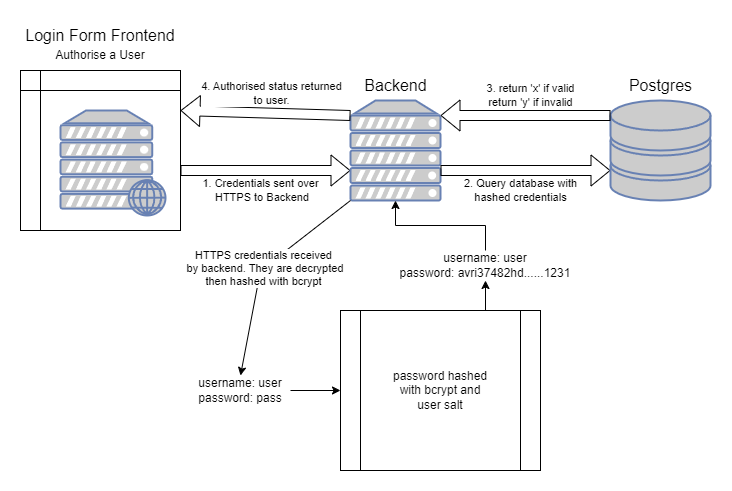 Login Form Frontend
Authorise a User
4. Authorised status returned
to user.
Backend
3. return 'x' if valid
return 'y' if invalid
Postgres
1. Credentials sent over
HTTPS to Backend
2. Query database with
hashed credentials
HTTPS credentials received
by backend. They are decrypted
then hashed with bcrypt
username: user
password: avri37482hd......1231
username: user
password: pass
password hashed
with bcrypt and
user salt